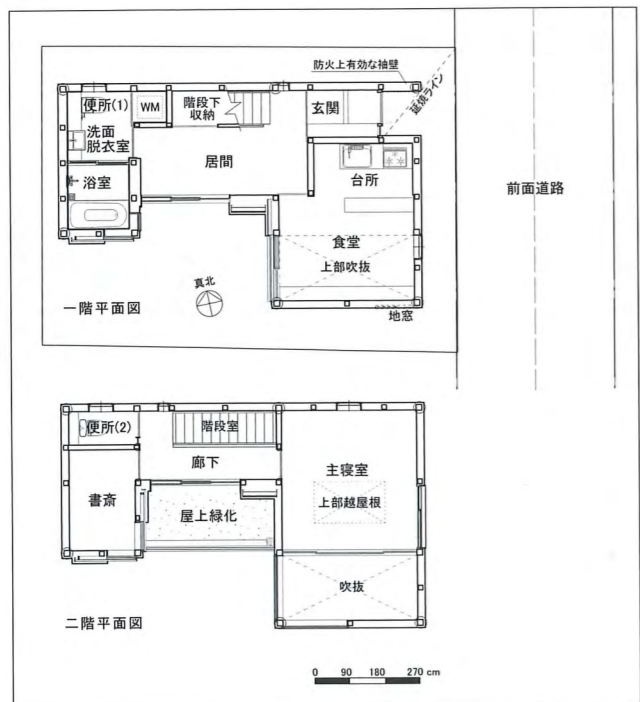 防火上有効な袖壁
延焼ライン
便所(1)
WM
階段下
収納
玄関
洗面
脱衣室
居間
台所
浴室
前面道路
食堂
上部吹抜
真北
一階平面図
地窓
便所(2)
階段室
廊下
主寝室
書斎
上部越屋根
屋上緑化
吹抜
二階平面図
0 90 180 270 cm